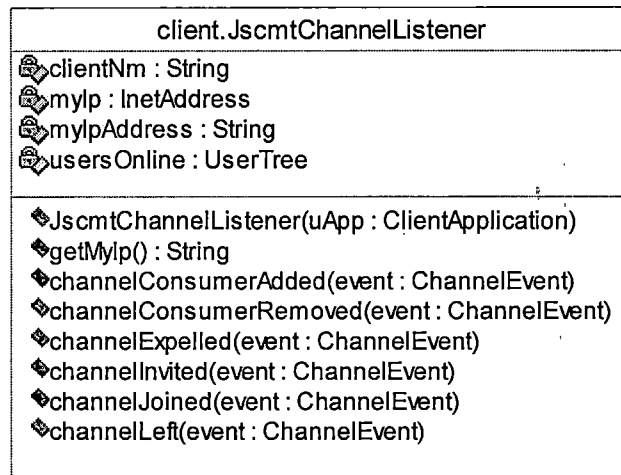 client.JscmtChannelListener
clientNm : String
myIp : InetAddress
myIpAddress : String
usersOnline : UserTree
JscmtChannelListener(uApp : ClientApplication)
getMyIp() : String
channelConsumerAdded(event : ChannelEvent)
channelConsumerRemoved(event : ChannelEvent)
channelExpelled(event : ChannelEvent)
channelInvited(event : ChannelEvent)
channelJoined(event : ChannelEvent)
channelLeft(event : ChannelEvent)